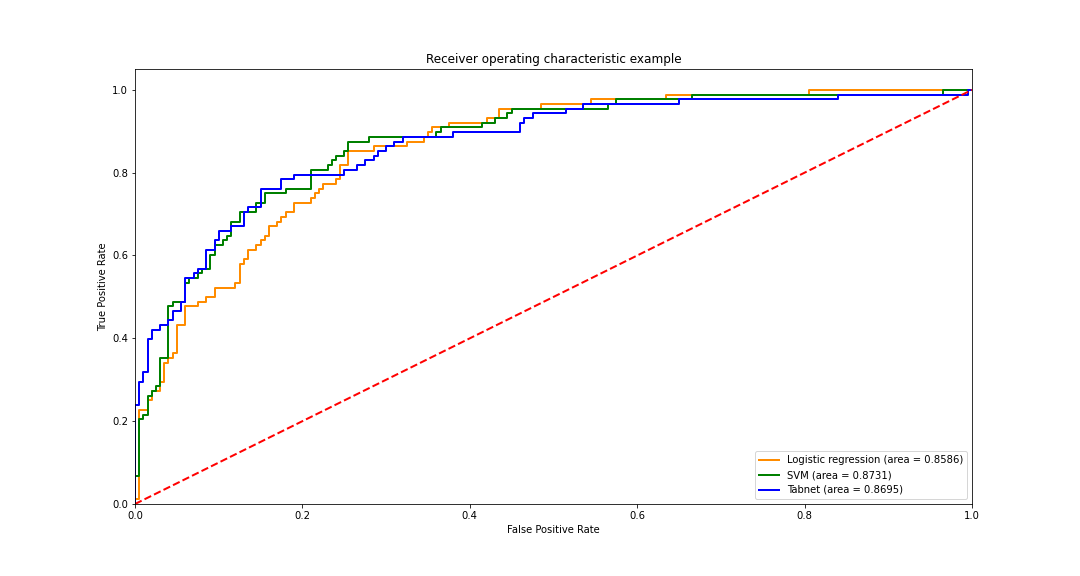 Receiver operating characteristic example
True Positive Rate
1.0
0.8
0.6
0.4
0.2
0.0
Logistic regression (area = 0.8586)
SVM (area = 0.8731)
Tabnet (area = 0.8695)
0.0 0.2 0.4 0.6 0.8 1.0
False Positive Rate